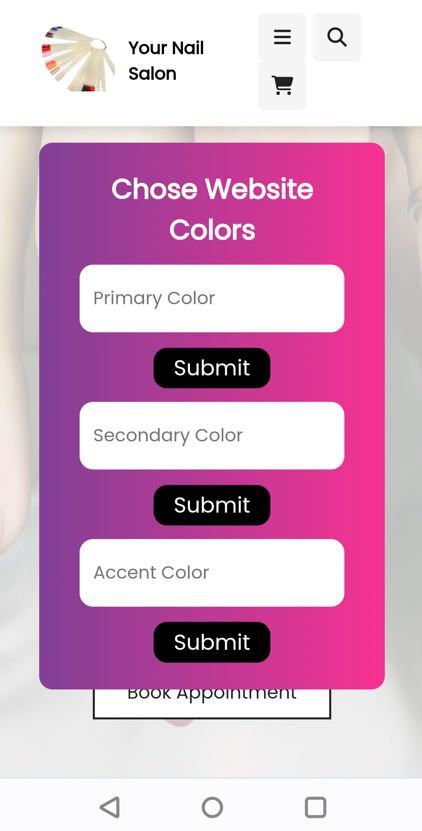 Your Nail
Salon
Chose Website
Colors
Primary Color
Submit
Secondary Color
Submit
Accent Color
Submit
Book Appointment